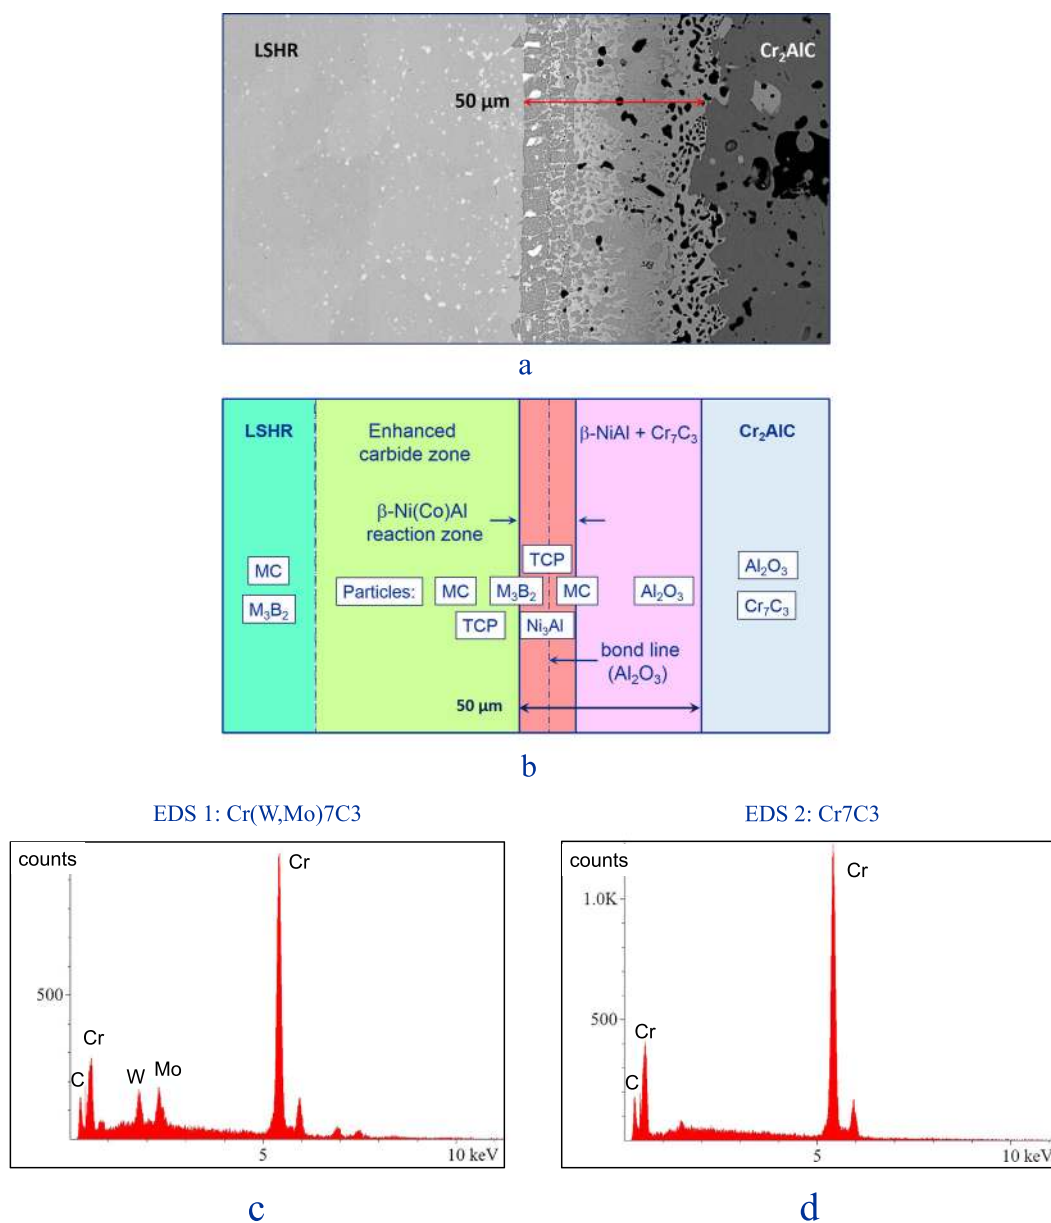 LSHR
Cr₂AlC
50 µm
a
LSHR
Enhanced
carbide zone
β-NiAl + Cr₇C₃
Cr₂AlC
β-Ni(Co)Al
reaction zone
TCP
MC
Al₂O₃
Particles:
MC
M₃B₂
MC
Al₂O₃
M₃B₂
Cr₇C₃
TCP
Ni₃Al
bond line
(Al₂O₃)
50 µm
b
EDS 1: Cr(W,Mo)7C3
EDS 2: Cr7C3
counts
Cr
500
Cr
C
W
Mo
5
10 keV
counts
Cr
1.0K
500
Cr
C
5
10 keV
c
d